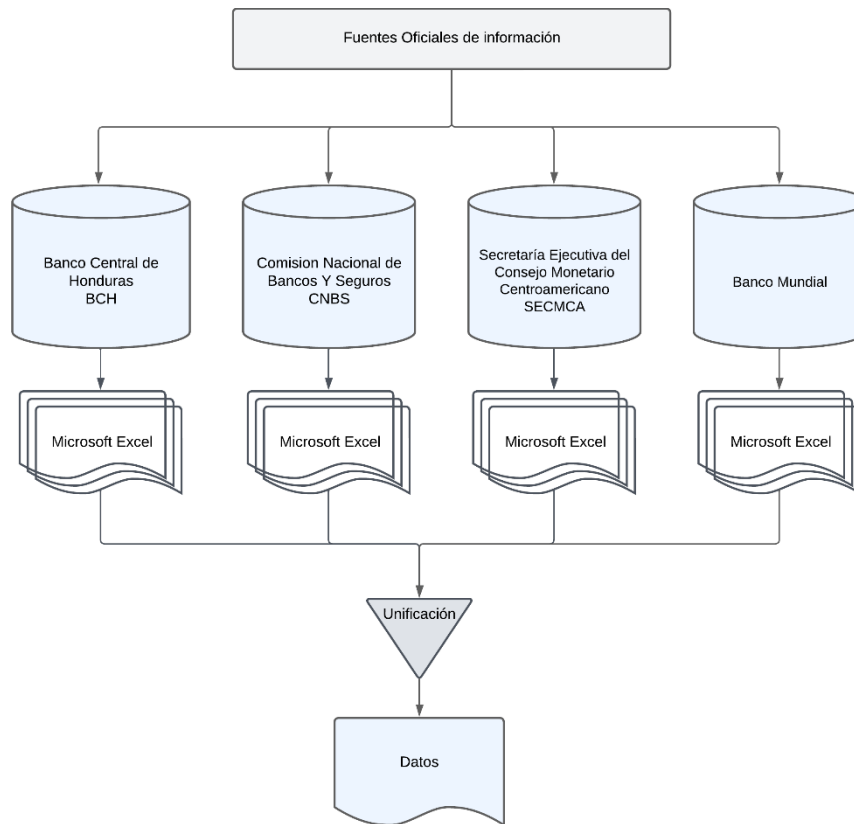 Fuentes Oficiales de información
Banco Central de
Honduras
BCH
Comision Nacional de
Bancos Y Seguros
CNBS
Secretaría Ejecutiva del
Consejo Monetario
Centroamericano
SECMCA
Banco Mundial
Microsoft Excel
Microsoft Excel
Microsoft Excel
Microsoft Excel
Unificación
Datos